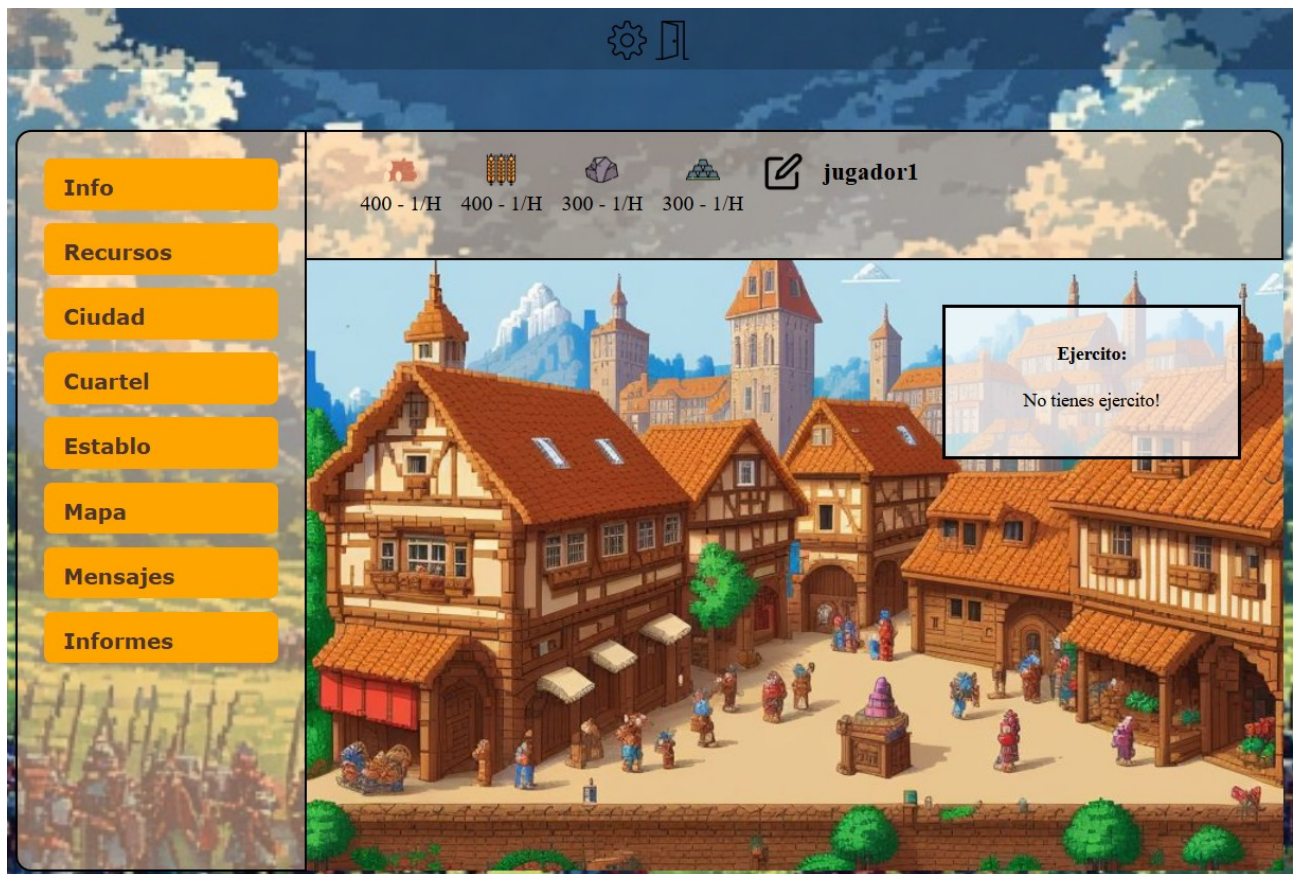 Info
Recursos
Ciudad
Cuartel
Establo
Mapa
Mensajes
Informes
400 - 1/H 400 - 1/H 300 - 1/H 300 - 1/H
jugador1
Ejercito:
No tienes ejercito!